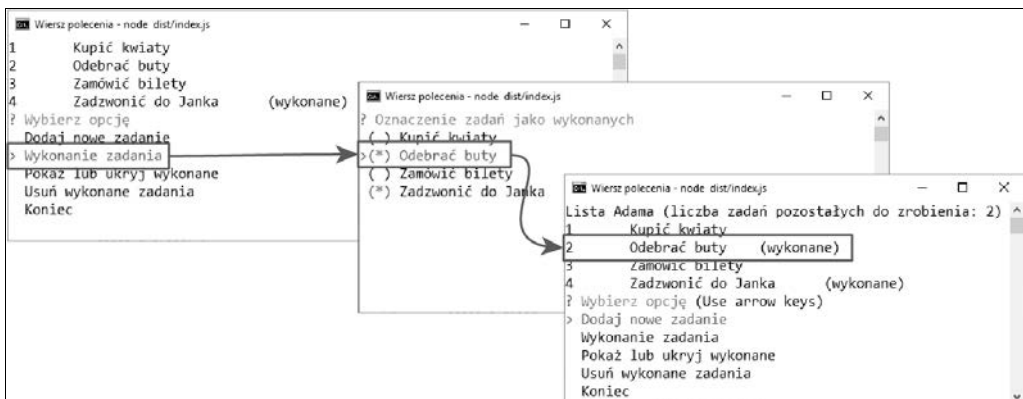 Wiersz polecenia - node dist/index.js
1 Kupić kwiaty
2 Odebrać buty
3 Zamówić bilety
4 Zadzwonić do Janka (wykonane)
? Wybierz opcję
Dodaj nowe zadanie
> Wykonanie zadania
Pokaż lub ukryj wykonane
Usuń wykonane zadania
Koniec
Wiersz polecenia - node dist/index.js
? Oznaczenie zadań jako wykonanych
( ) Kupić kwiaty
>(*) Odebrać buty
( ) Zamówić bilety
(*) Zadzwonić do Janka
Wiersz polecenia - node dist/index.js
Lista Adama (liczba zadań pozostałych do zrobienia: 2)
1 Kupić kwiaty
2 Odebrać buty (wykonane)
3 Zamówić bilety
4 Zadzwonić do Janka (wykonane)
? Wybierz opcję (Use arrow keys)
> Dodaj nowe zadanie
Wykonanie zadania
Pokaż lub ukryj wykonane
Usuń wykonane zadania
Koniec